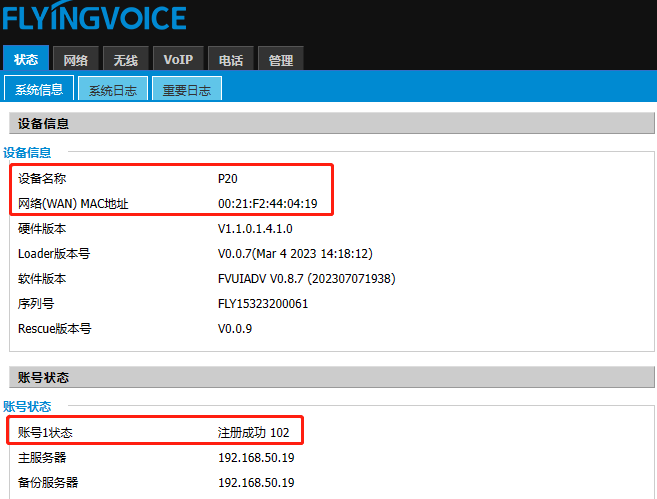 FLYINGVOICE
状态 网络 无线 VoIP 电话 管理
系统信息 系统日志 重要日志
设备信息
设备信息
设备名称 P20
网络(WAN) MAC地址 00:21:F2:44:04:19
硬件版本 V1.1.0.1.4.1.0
Loader版本号 V0.0.7(Mar 4 2023 14:18:12)
软件版本 FVUIADV V0.8.7 (202307071938)
序列号 FLY15323200061
Rescue版本号 V0.0.9
账号状态
账号状态
账号1状态 注册成功 102
主服务器 192.168.50.19
备份服务器 192.168.50.19